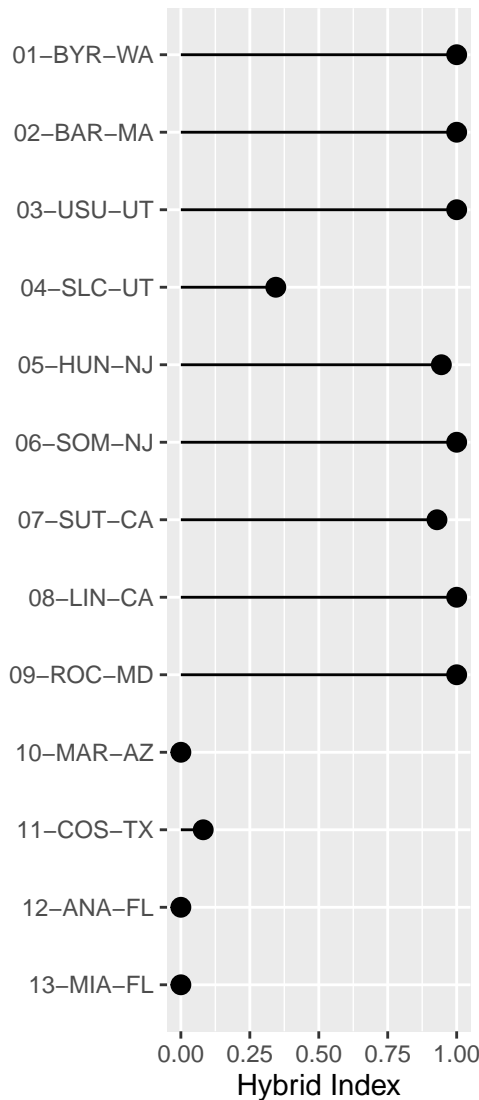 01−BYR−WA
02−BAR−MA
03−USU−UT
04−SLC−UT
05−HUN−NJ
06−SOM−NJ
07−SUT−CA
08−LIN−CA
09−ROC−MD
10−MAR−AZ
11−COS−TX
12−ANA−FL
13−MIA−FL
0.00 0.25 0.50 0.75 1.00
Hybrid Index